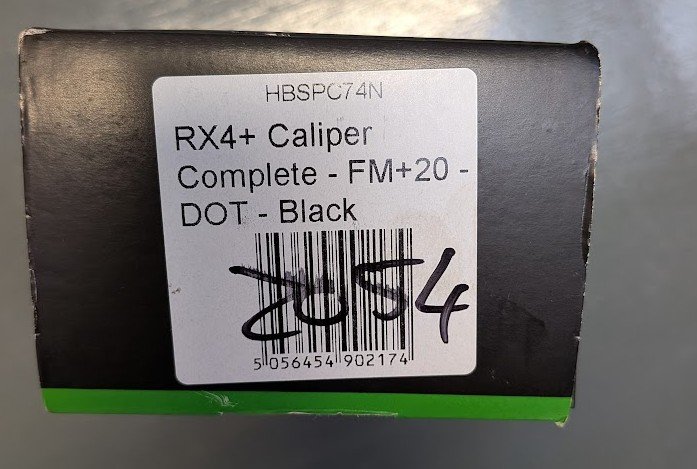 HBSPC74N
RX4+ Caliper
Complete - FM+20 -
DOT - Black
2054
5 056454 902174